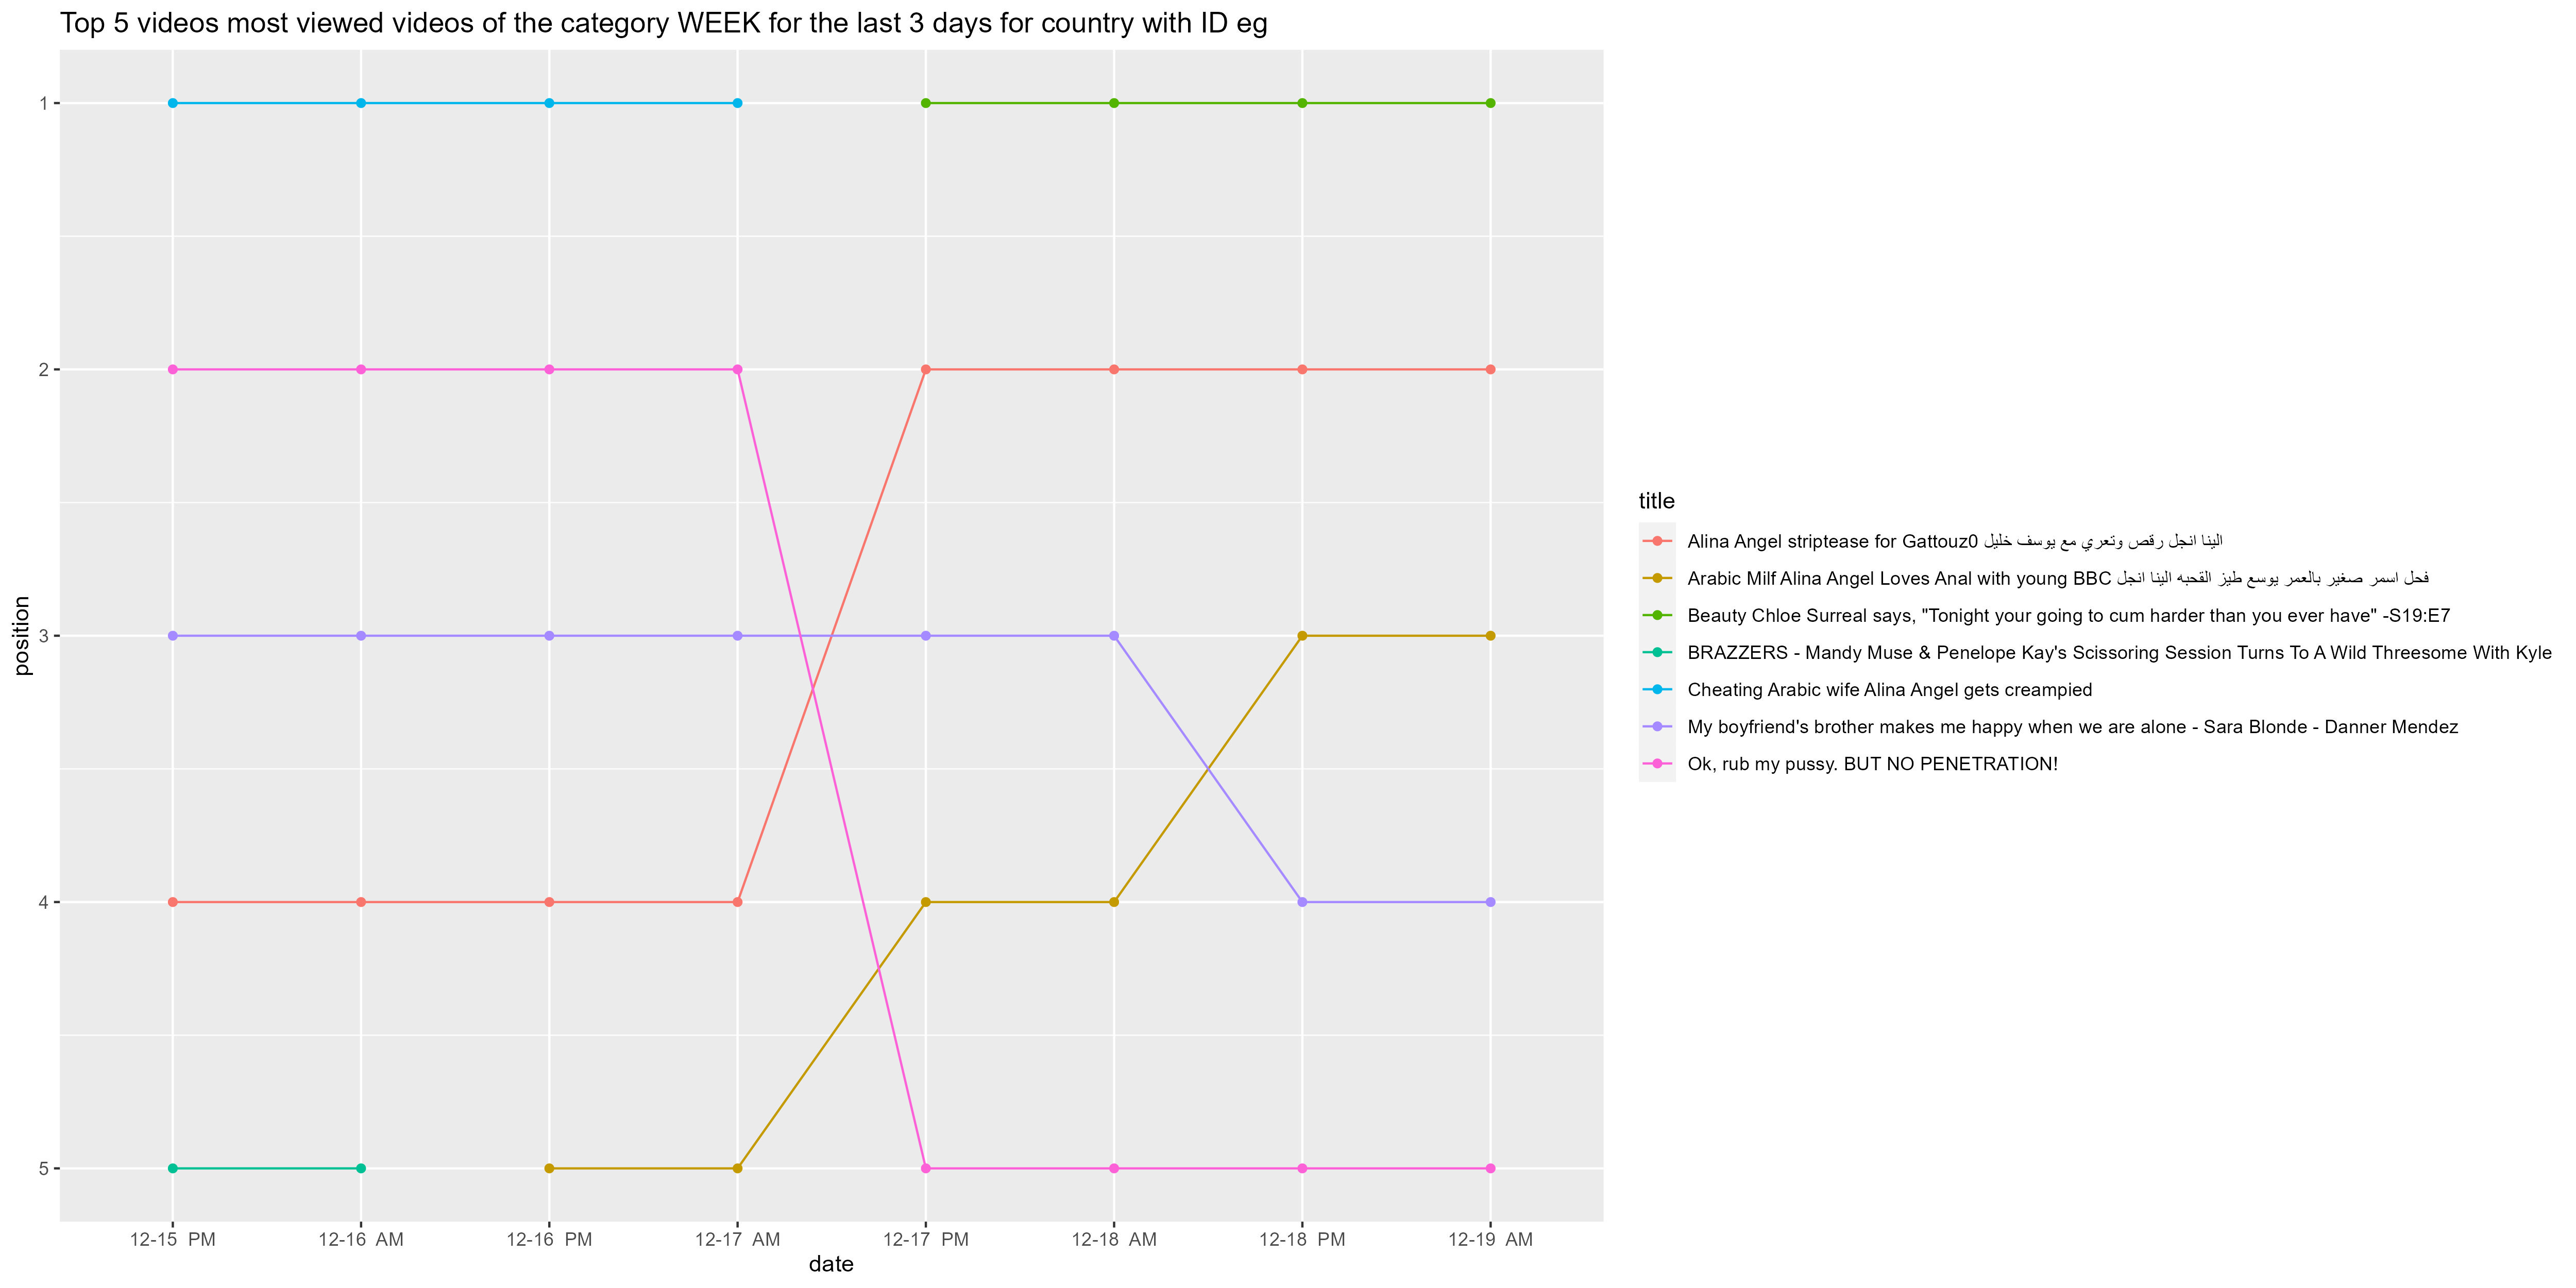 Top 5 videos most viewed videos of the category WEEK for the last 3 days for country with ID eg
position
1
2
3
4
5
12-15 PM
12-16 AM
12-16 PM
12-17 AM
12-17 PM
12-18 AM
12-18 PM
12-19 AM
date
title
Alina Angel striptease for Gattouz0 الينا انجل رقص وتعري مع يوسف خليل
Arabic Milf Alina Angel Loves Anal with young BBC فحل اسمر صغير بالعمر يوسع طيز القحبه الينا انجل
Beauty Chloe Surreal says, "Tonight your going to cum harder than you ever have" -S19:E7
BRAZZERS - Mandy Muse & Penelope Kay's Scissoring Session Turns To A Wild Threesome With Kyle
Cheating Arabic wife Alina Angel gets creampied
My boyfriend's brother makes me happy when we are alone - Sara Blonde - Danner Mendez
Ok, rub my pussy. BUT NO PENETRATION!